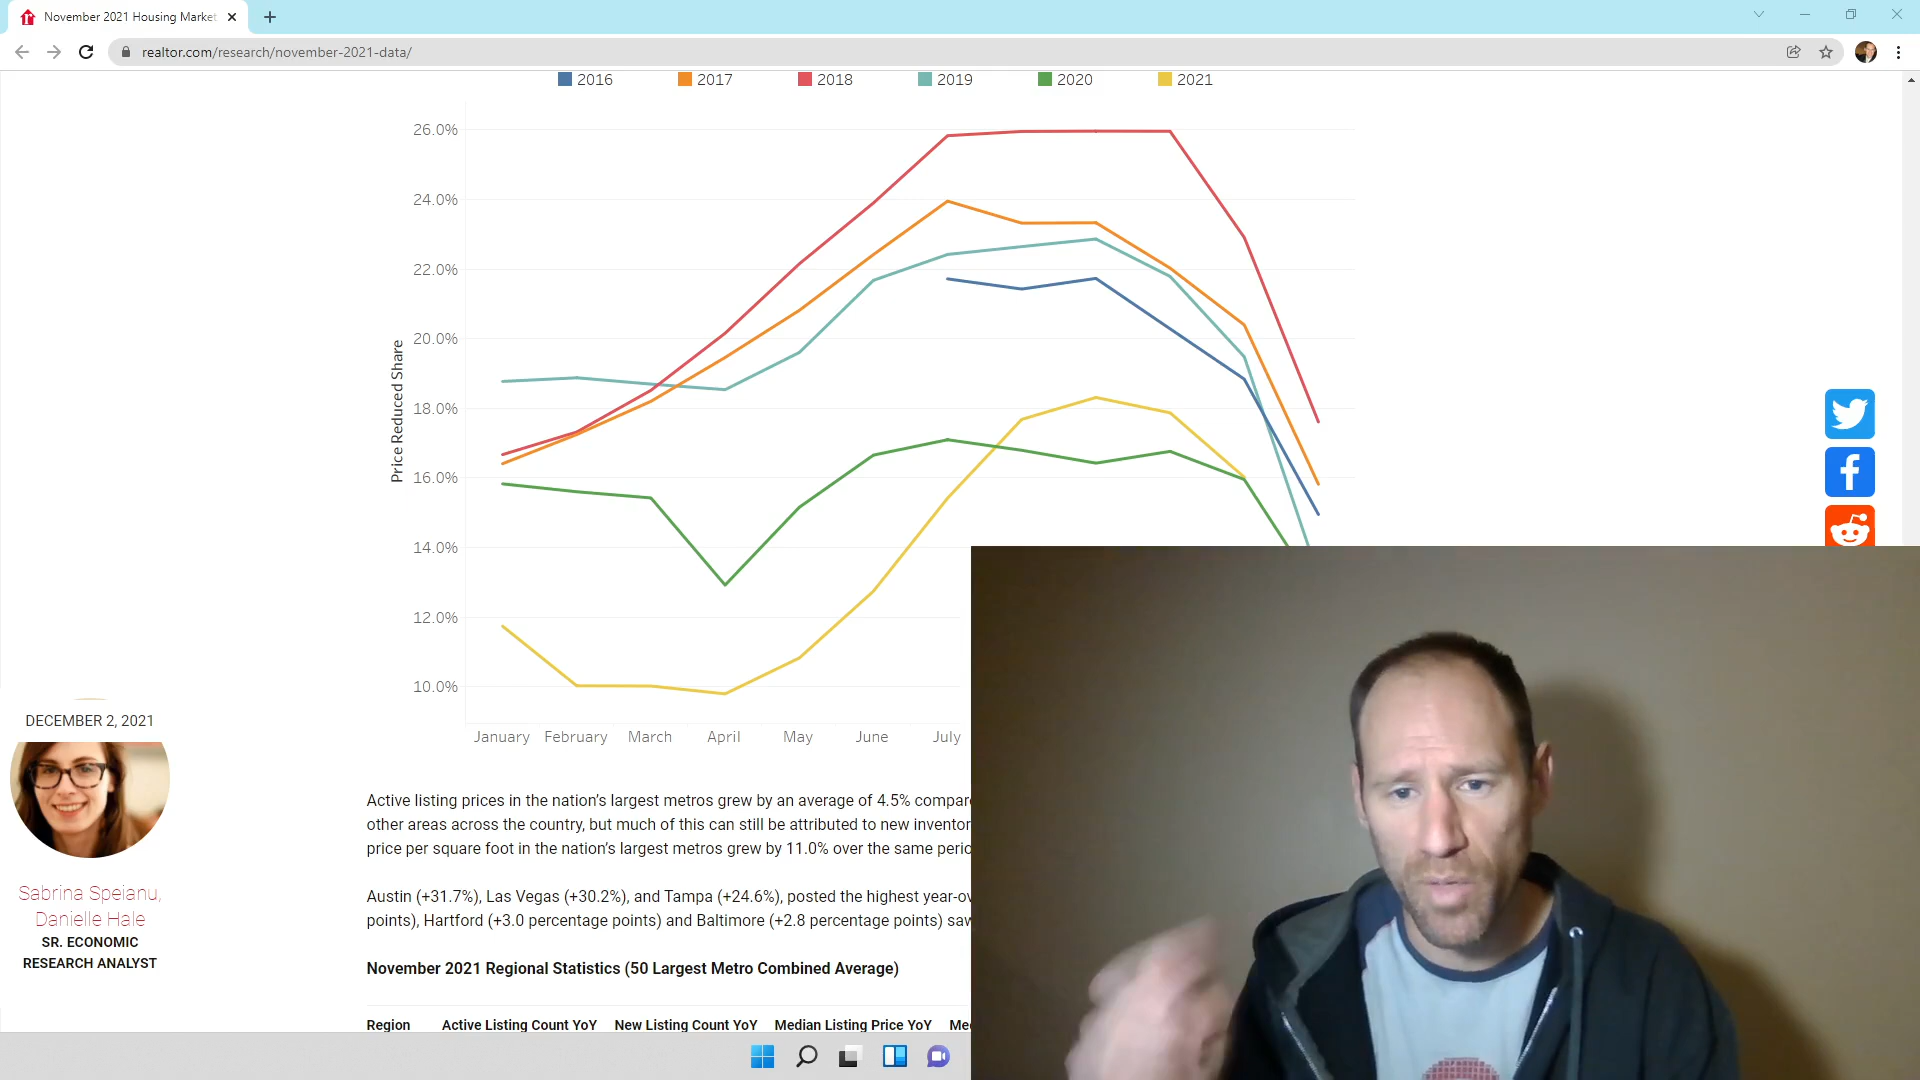 November 2021 Housing Market
realtor.com/research/november-2021-data/
2016 2017 2018 2019 2020 2021
26.0%
24.0%
22.0%
20.0%
18.0%
16.0%
14.0%
12.0%
10.0%
Price Reduced Share
January February March April May June July
DECEMBER 2, 2021
Sabrina Speianu,
Danielle Hale
SR. ECONOMIC
RESEARCH ANALYST
Active listing prices in the nation’s largest metros grew by an average of 4.5% compar
other areas across the country, but much of this can still be attributed to new inventor
price per square foot in the nation’s largest metros grew by 11.0% over the same perio
Austin (+31.7%), Las Vegas (+30.2%), and Tampa (+24.6%), posted the highest year-ov
points), Hartford (+3.0 percentage points) and Baltimore (+2.8 percentage points) sav
November 2021 Regional Statistics (50 Largest Metro Combined Average)
Region Active Listing Count YoY New Listing Count YoY Median Listing Price YoY Me